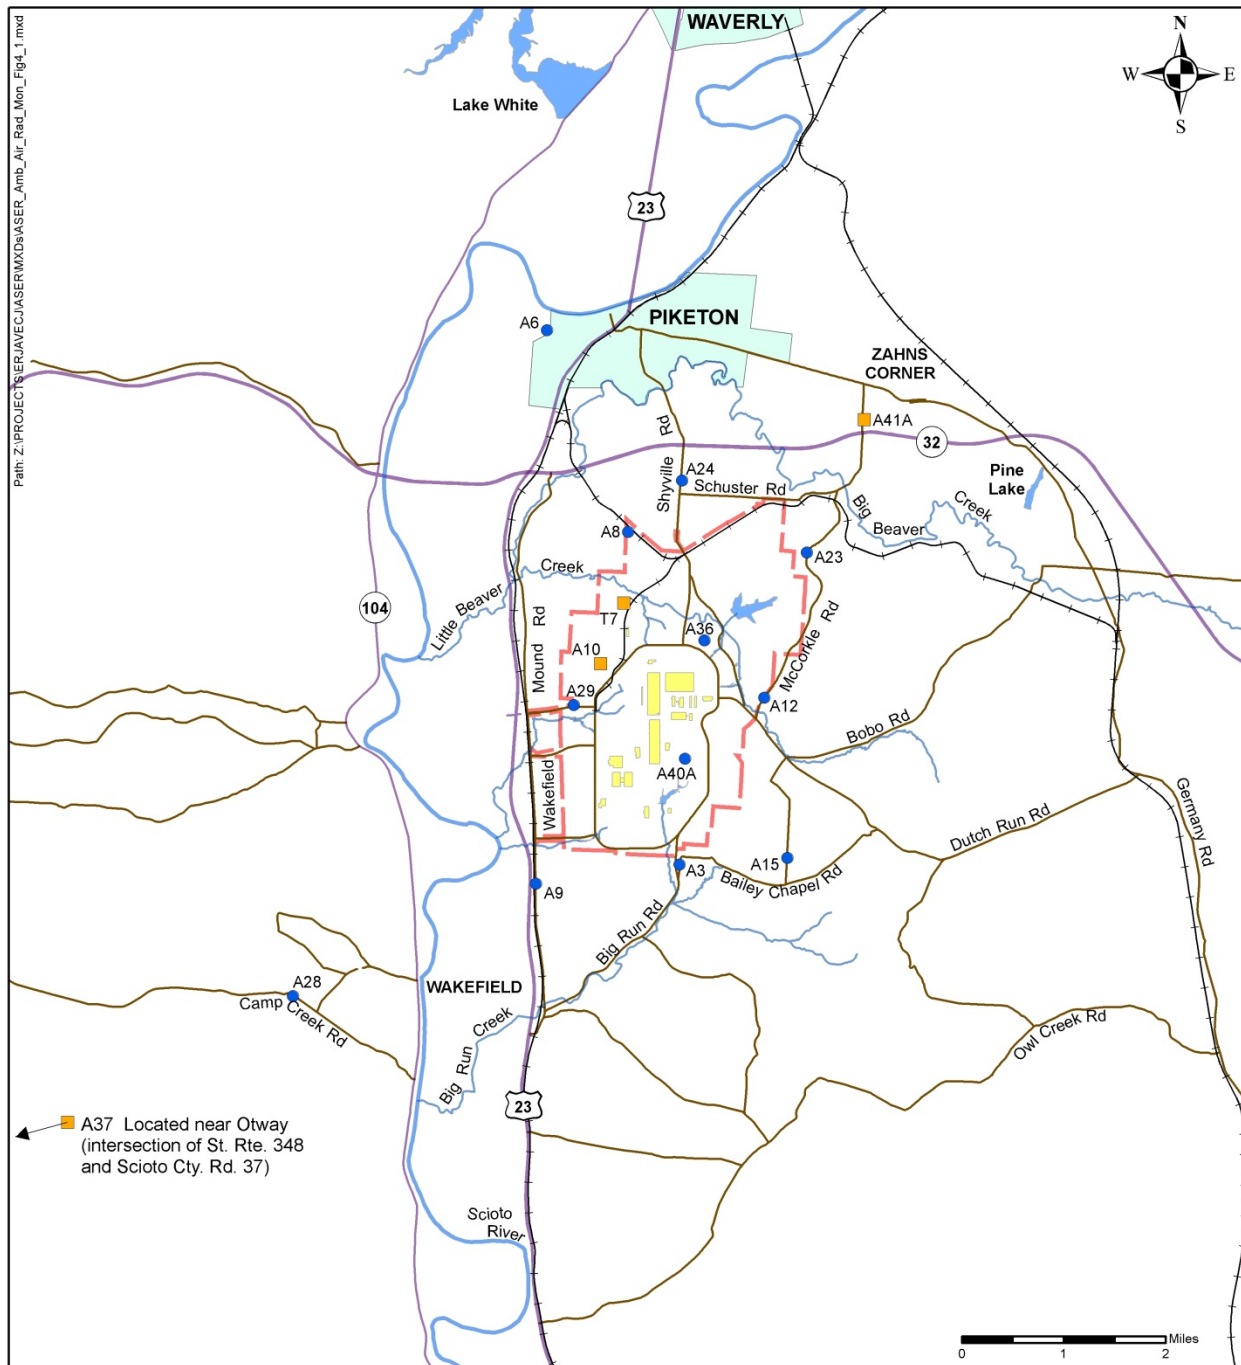 Path: Z:\PROJECTS\ERJAVECJ\ASER\MXDs\ASER_Amb_Air_Rad_Mon_Fig4_1.mxd
WAVERLY
N
W
E
S
Lake White
23
A6
PIKETON
ZAHNS
CORNER
A41A
32
Shyville Rd
A24
Schuster Rd
Pine
Lake
Big Beaver Creek
A8
A23
Little Beaver Creek
104
T7
A36
McCorkle Rd
Mound Rd
A10
A29
A12
Bobo Rd
A40A
Wakefield
Germany Rd
Dutch Run Rd
A15
A3
Bailey Chapel Rd
A9
Big Run Rd
A28
WAKEFIELD
Camp Creek Rd
Big Run Creek
Owl Creek Rd
23
A37 Located near Otway
(intersection of St. Rte. 348
and Scioto Cty. Rd. 37)
Scioto
River
Miles
0 1 2